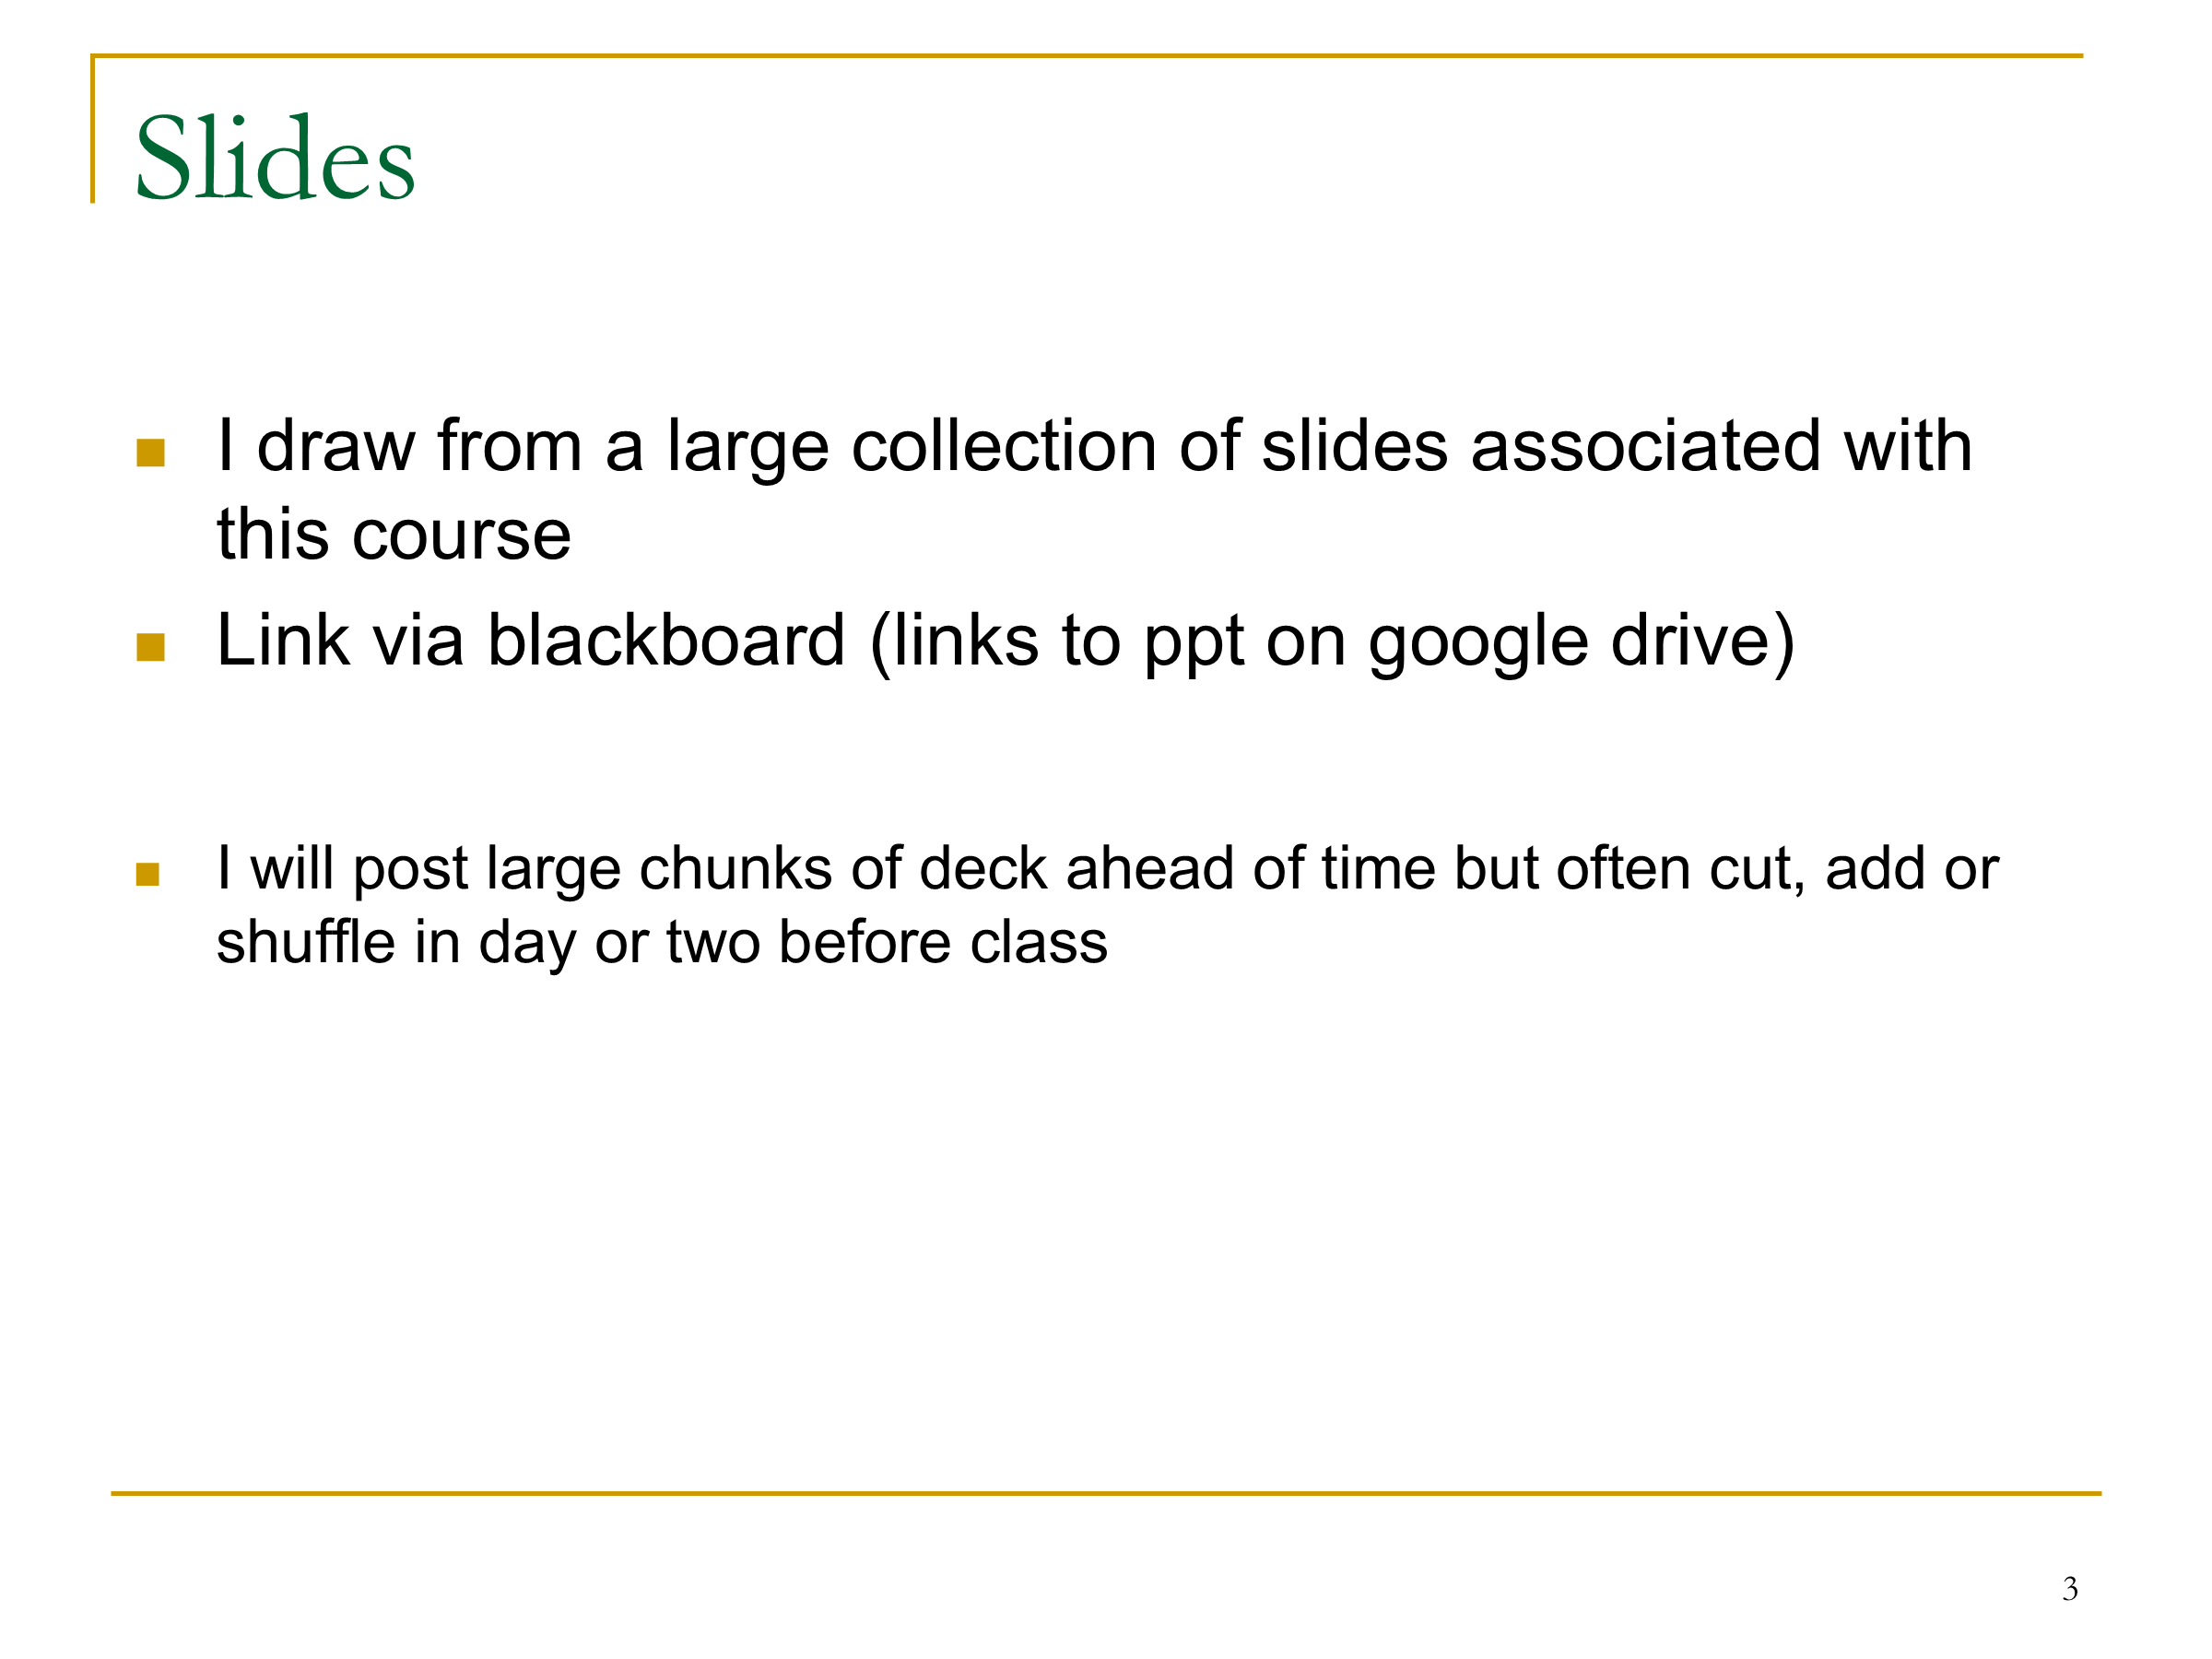 Slides
I draw from a large collection of slides associated with
this course
Link via blackboard (links to ppt on google drive)
I will post large chunks of deck ahead of time but often cut, add or
shuffle in day or two before class
3